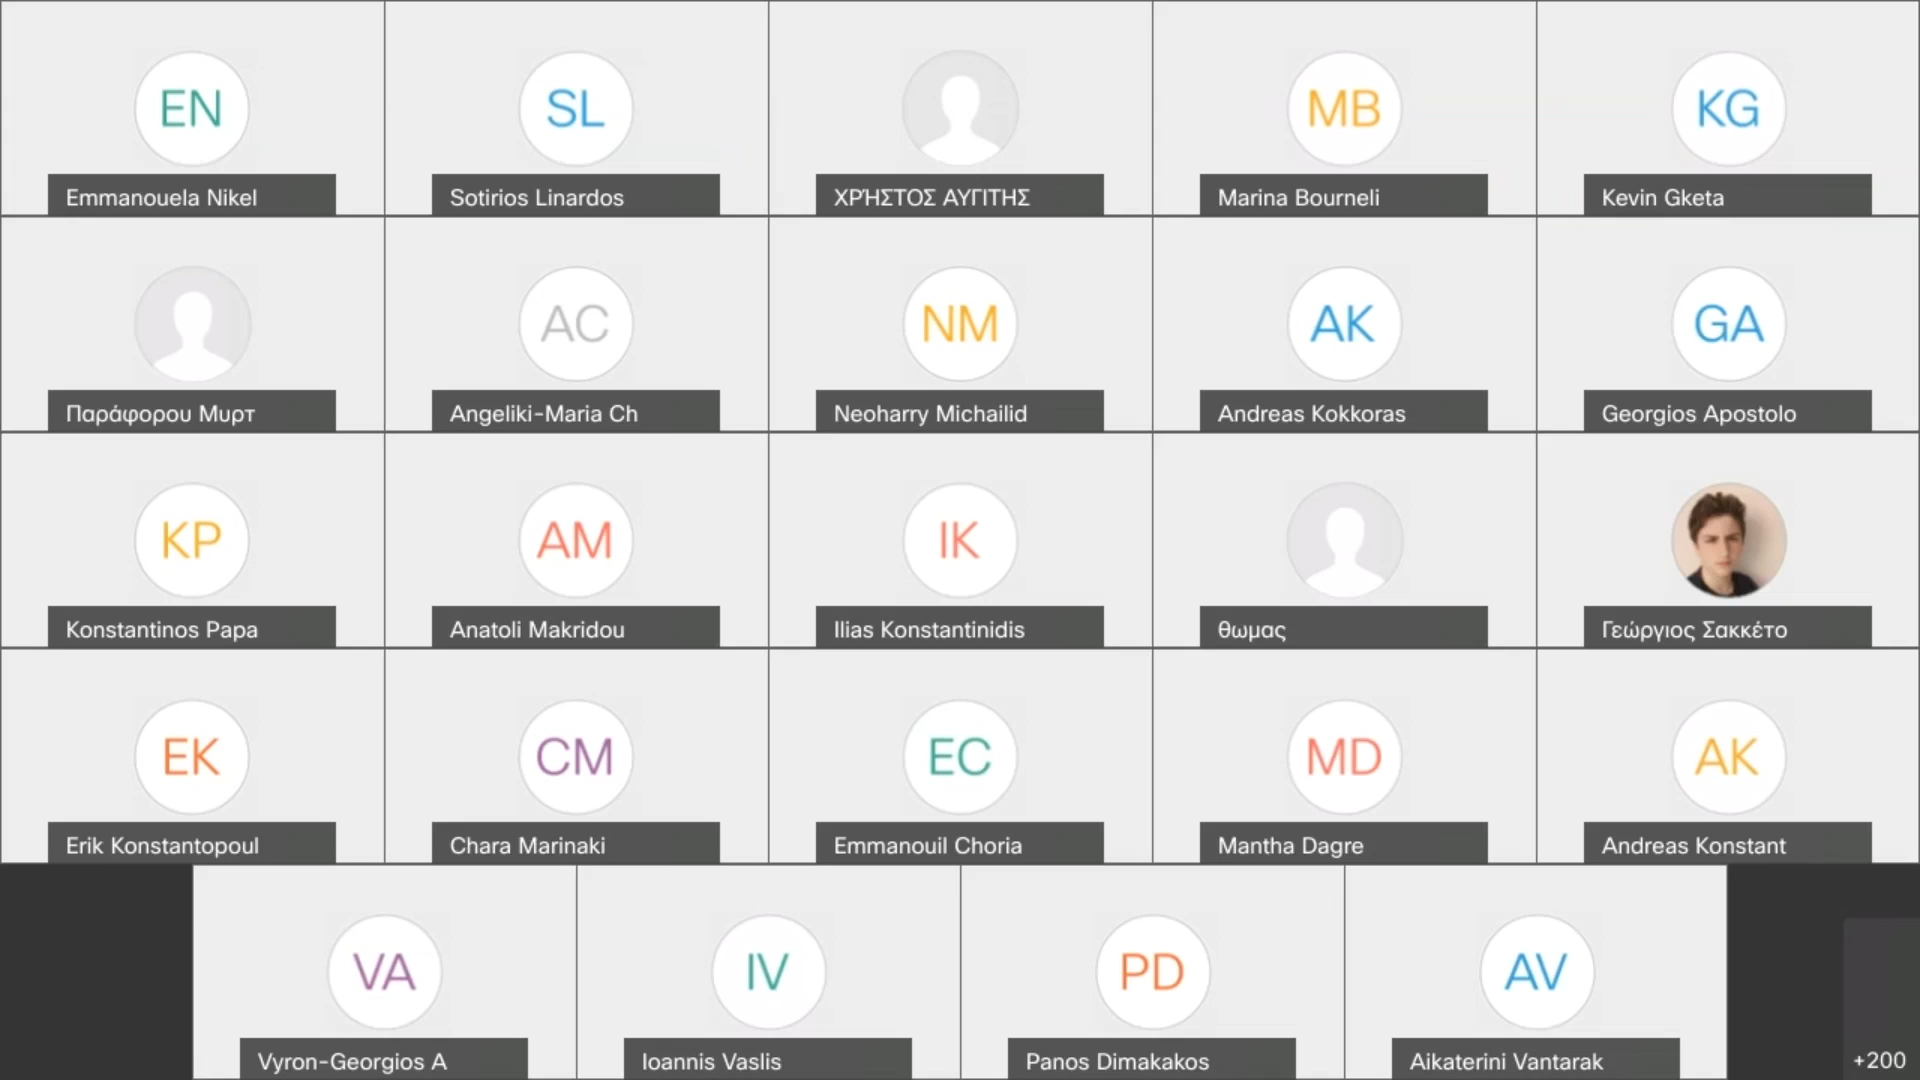 EN
Emmanouela Nikel
SL
Sotirios Linardos
ΧΡΉΣΤΟΣ ΑΥΓΙΤΗΣ
MB
Marina Bourneli
KG
Kevin Gketa
Παράφορου Μυρτ
AC
Angeliki-Maria Ch
NM
Neoharry Michailid
AK
Andreas Kokkoras
GA
Georgios Apostolo
KP
Konstantinos Papa
AM
Anatoli Makridou
IK
Ilias Konstantinidis
θωμας
Γεώργιος Σακκέτο
EK
Erik Konstantopoul
CM
Chara Marinaki
EC
Emmanouil Choria
MD
Mantha Dagre
AK
Andreas Konstant
VA
Vyron-Georgios A
IV
Ioannis Vaslis
PD
Panos Dimakakos
AV
Aikaterini Vantarak
+200